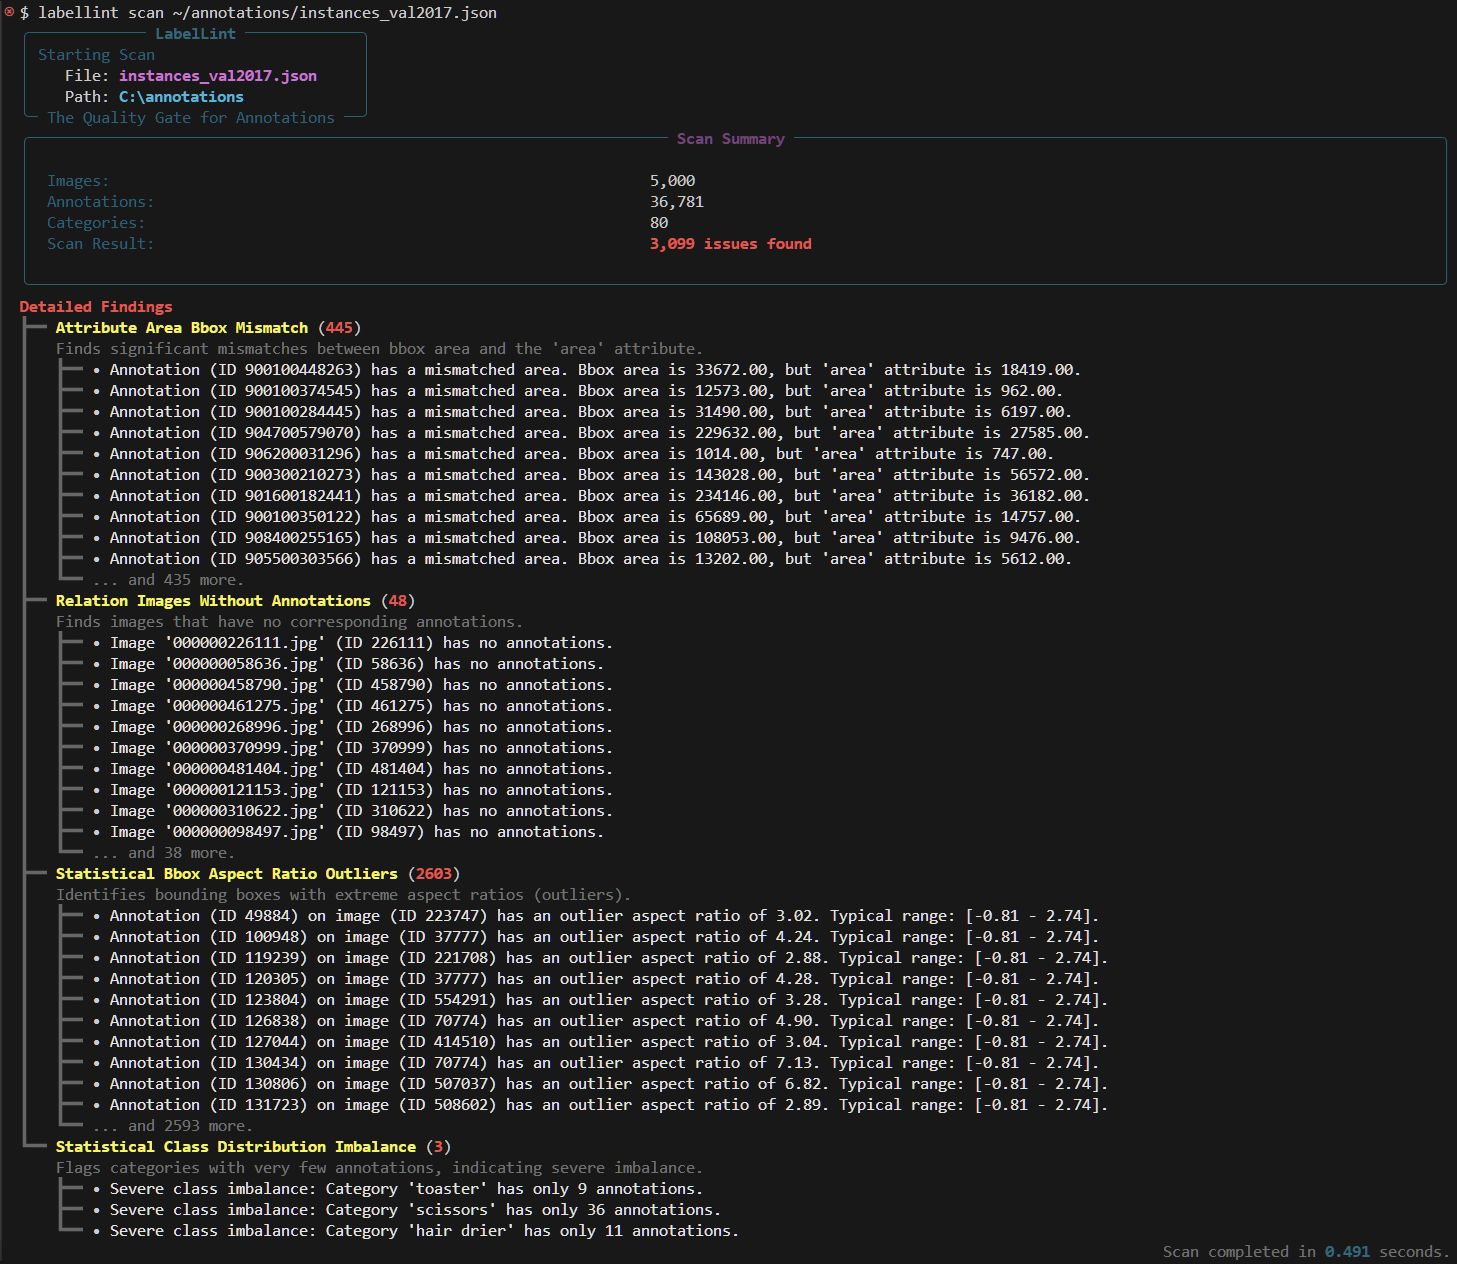 $ labellint scan ~/annotations/instances_val2017.json
LabelLint
Starting Scan
File: instances_val2017.json
Path: C:\annotations
The Quality Gate for Annotations
Scan Summary
Images: 5,000
Annotations: 36,781
Categories: 80
Scan Result: 3,099 issues found
Detailed Findings
Attribute Area Bbox Mismatch (445)
Finds significant mismatches between bbox area and the 'area' attribute.
• Annotation (ID 900100448263) has a mismatched area. Bbox area is 33672.00, but 'area' attribute is 18419.00.
• Annotation (ID 900100374545) has a mismatched area. Bbox area is 12573.00, but 'area' attribute is 962.00.
• Annotation (ID 900100284445) has a mismatched area. Bbox area is 31490.00, but 'area' attribute is 6197.00.
• Annotation (ID 904700579070) has a mismatched area. Bbox area is 229632.00, but 'area' attribute is 27585.00.
• Annotation (ID 906200031296) has a mismatched area. Bbox area is 1014.00, but 'area' attribute is 747.00.
• Annotation (ID 900300210273) has a mismatched area. Bbox area is 143028.00, but 'area' attribute is 56572.00.
• Annotation (ID 901600182441) has a mismatched area. Bbox area is 234146.00, but 'area' attribute is 36182.00.
• Annotation (ID 900100350122) has a mismatched area. Bbox area is 65689.00, but 'area' attribute is 14757.00.
• Annotation (ID 908400255165) has a mismatched area. Bbox area is 108053.00, but 'area' attribute is 9476.00.
• Annotation (ID 905500303566) has a mismatched area. Bbox area is 13202.00, but 'area' attribute is 5612.00.
... and 435 more.
Relation Images Without Annotations (48)
Finds images that have no corresponding annotations.
• Image '000000226111.jpg' (ID 226111) has no annotations.
• Image '000000058636.jpg' (ID 58636) has no annotations.
• Image '000000458790.jpg' (ID 458790) has no annotations.
• Image '000000461275.jpg' (ID 461275) has no annotations.
• Image '000000268996.jpg' (ID 268996) has no annotations.
• Image '000000370999.jpg' (ID 370999) has no annotations.
• Image '000000481404.jpg' (ID 481404) has no annotations.
• Image '000000121153.jpg' (ID 121153) has no annotations.
• Image '000000310622.jpg' (ID 310622) has no annotations.
• Image '000000098497.jpg' (ID 98497) has no annotations.
... and 38 more.
Statistical Bbox Aspect Ratio Outliers (2603)
Identifies bounding boxes with extreme aspect ratios (outliers).
• Annotation (ID 49884) on image (ID 223747) has an outlier aspect ratio of 3.02. Typical range: [-0.81 - 2.74].
• Annotation (ID 100948) on image (ID 37777) has an outlier aspect ratio of 4.24. Typical range: [-0.81 - 2.74].
• Annotation (ID 119239) on image (ID 221708) has an outlier aspect ratio of 2.88. Typical range: [-0.81 - 2.74].
• Annotation (ID 120305) on image (ID 37777) has an outlier aspect ratio of 4.28. Typical range: [-0.81 - 2.74].
• Annotation (ID 123804) on image (ID 554291) has an outlier aspect ratio of 3.28. Typical range: [-0.81 - 2.74].
• Annotation (ID 126838) on image (ID 70774) has an outlier aspect ratio of 4.90. Typical range: [-0.81 - 2.74].
• Annotation (ID 127044) on image (ID 414510) has an outlier aspect ratio of 3.04. Typical range: [-0.81 - 2.74].
• Annotation (ID 130434) on image (ID 70774) has an outlier aspect ratio of 7.13. Typical range: [-0.81 - 2.74].
• Annotation (ID 130806) on image (ID 507037) has an outlier aspect ratio of 6.82. Typical range: [-0.81 - 2.74].
• Annotation (ID 131723) on image (ID 508602) has an outlier aspect ratio of 2.89. Typical range: [-0.81 - 2.74].
... and 2593 more.
Statistical Class Distribution Imbalance (3)
Flags categories with very few annotations, indicating severe imbalance.
• Severe class imbalance: Category 'toaster' has only 9 annotations.
• Severe class imbalance: Category 'scissors' has only 36 annotations.
• Severe class imbalance: Category 'hair drier' has only 11 annotations.
Scan completed in 0.491 seconds.